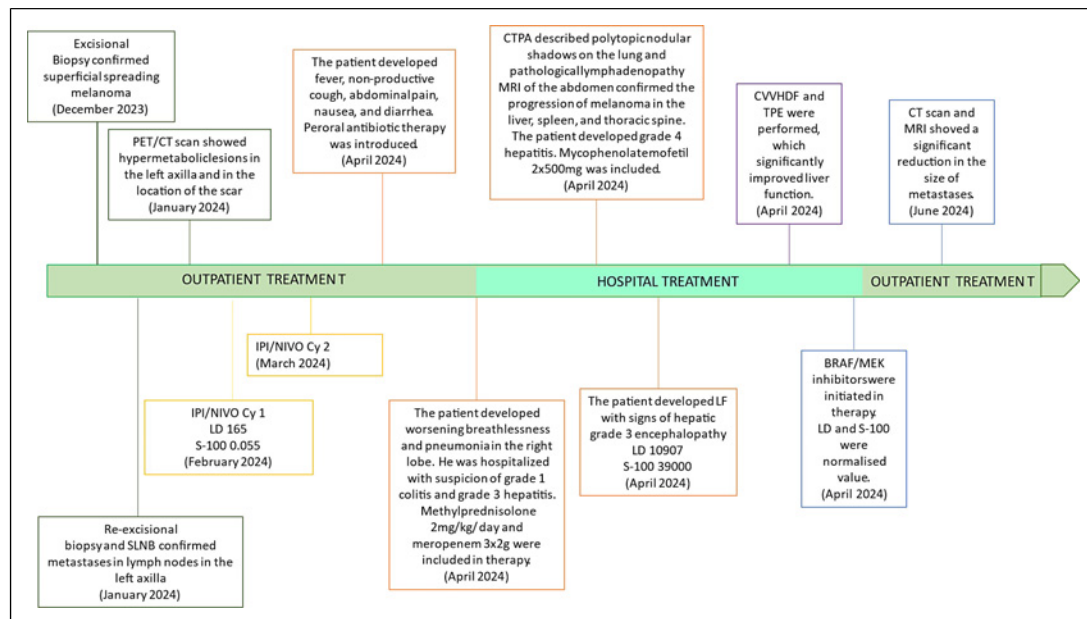 Excisional
Biopsy confirmed
superficial spreading
melanoma
(December 2023)
PET/CT scan showed
hypermetaboliclesions in
the left axilla and in the
location of the scar
(January 2024)
The patient developed
fever, non-productive
cough, abdominal pain,
nausea, and diarrhea.
Peroral antibiotic therapy
was introduced.
(April 2024)
CTPA described polytopic nodular
shadows on the lung and
pathologicallymphadenopathy
MRI of the abdomen confirmed the
progression of melanoma in the
liver, spleen, and thoracic spine.
The patient developed grade 4
hepatitis. Mycophenolatemofetil
2x500mg was included.
(April 2024)
CVVHDF and
TPE were
performed,
which
significantly
improved liver
function.
(April 2024)
CT scan and
MRI shoved a
significant
reduction in the
size of
metastases.
(June 2024)
OUTPATIENT TREATMENT
HOSPITAL TREATMENT
OUTPATIENT TREATMENT
Re-excisional
biopsy and SLNB confirmed
metastases in lymph nodes in the
left axilla
(January 2024)
IPI/NIVO Cy 1
LD 165
S-100 0.055
(February 2024)
IPI/NIVO Cy 2
(March 2024)
The patient developed
worsening breathlessness
and pneumonia in the right
lobe. He was hospitalized
with suspicion of grade 1
colitis and grade 3 hepatitis.
Methylprednisolone
2mg/kg/day and
meropenem 3x2g were
included in therapy.
(April 2024)
The patient developed LF
with signs of hepatic
grade 3 encephalopathy
LD 10907
S-100 39000
(April 2024)
BRAF/MEK
inhibitorswere
initiated in
therapy.
LD and S-100
were
normalised
value.
(April 2024)